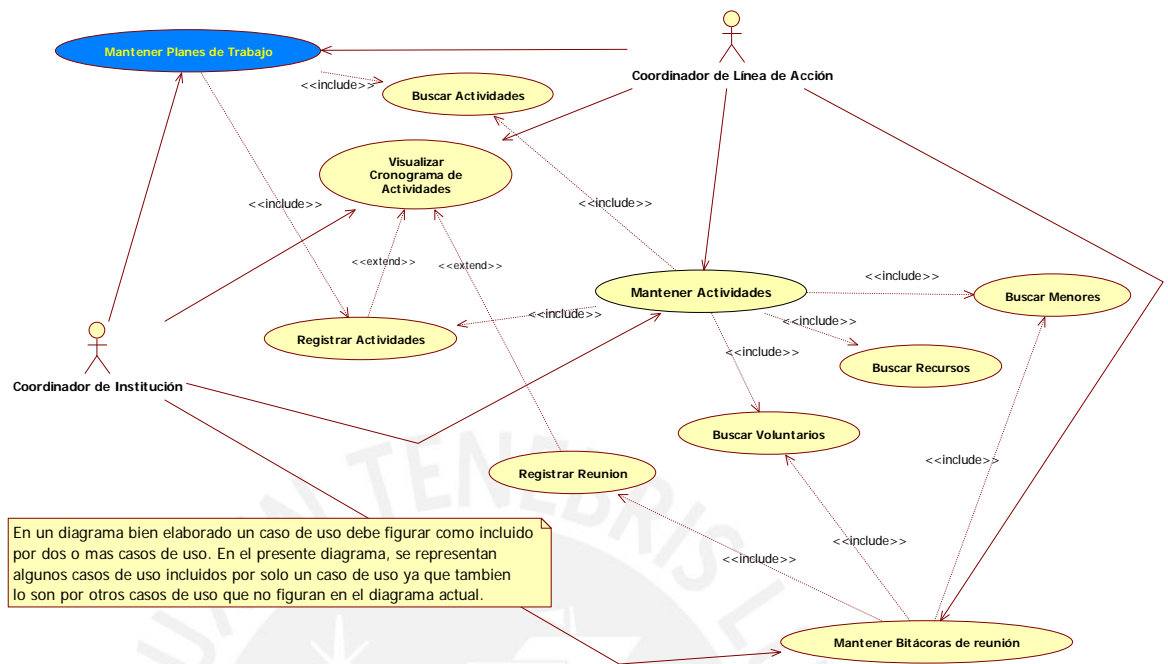 Mantener Planes de Trabajo
Coordinador de Línea de Acción
<<include>>
Buscar Actividades
Visualizar
Cronograma de
Actividades
<<include>>
<<include>>
<<extend>>
<<extend>>
<<include>>
Mantener Actividades
Buscar Menores
<<include>>
<<include>>
Registrar Actividades
<<include>>
Buscar Recursos
Coordinador de Institución
Buscar Voluntarios
<<include>>
Registrar Reunion
En un diagrama bien elaborado un caso de uso debe figurar como incluido
por dos o mas casos de uso. En el presente diagrama, se representan
algunos casos de uso incluidos por solo un caso de uso ya que tambien
lo son por otros casos de uso que no figuran en el diagrama actual.
<<include>>
<<include>>
Mantener Bitácoras de reunión
TENEBRIS